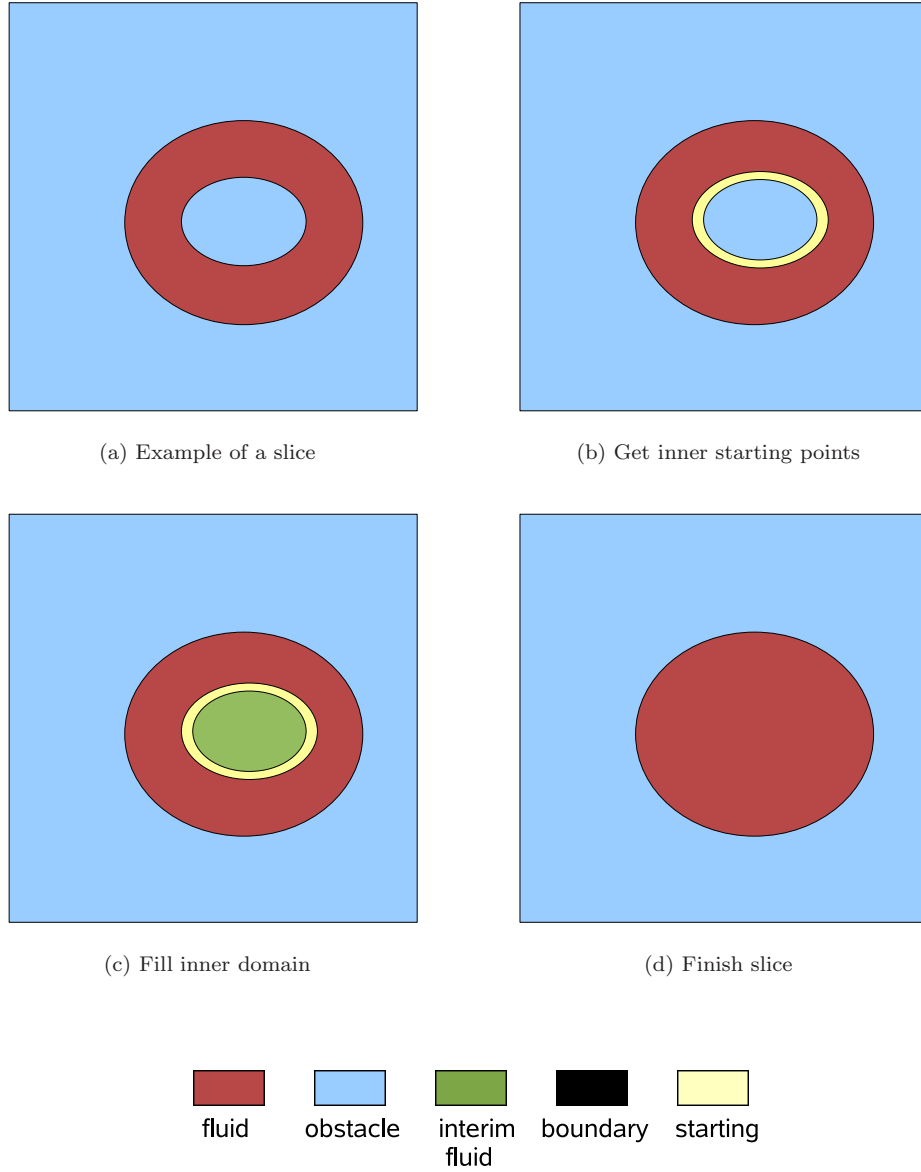 (a) Example of a slice
(b) Get inner starting points
(c) Fill inner domain
(d) Finish slice
fluid
obstacle
interim
fluid
boundary
starting